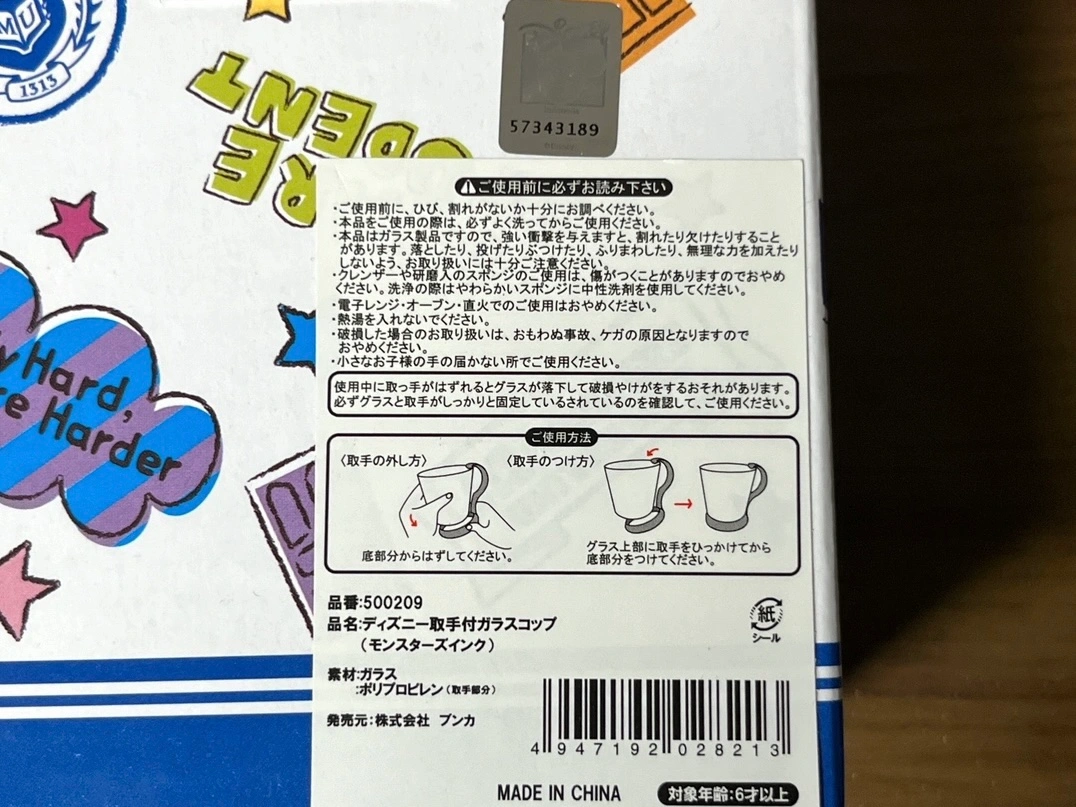 MU
1313
RE
DENT
57343189
⚠ご使用前に必ずお読み下さい
・ご使用前に、ひび、割れがないか十分にお調べください。
・本品をご使用の際は、必ずよく洗ってからご使用ください。
・本品はガラス製品ですので、強い衝撃を与えますと、割れたり欠けたりすること
があります。落としたり、投げたりぶつけたり、ふりまわしたり、無理な力を加えたり
しないよう、お取り扱いには十分ご注意ください。
・クレンザーや研磨入のスポンジのご使用は、傷がつくことがありますのでおやめ
ください。洗浄の際はやわらかいスポンジに中性洗剤を使用してください。
・電子レンジ・オーブン・直火でのご使用はおやめください。
・熱湯を入れないでください。
・破損した場合のお取り扱いは、おもわぬ事故、ケガの原因となりますので
おやめください。
・小さなお子様の手の届かない所でご使用ください。
使用中に取っ手がはずれるとグラスが落下して破損やけがをするおそれがあります。
必ずグラスと取手がしっかりと固定しているされているのを確認して、ご使用ください。
ご使用方法
〈取手の外し方〉
〈取手のつけ方〉
底部分からはずしてください。
グラス上部に取手をひっかけてから
底部分をつけてください。
Hard,
re Harder
品番:500209
品名:ディズニー取手付ガラスコップ
（モンスターズインク）
紙
シール
素材:ガラス
:ポリプロピレン（取手部分）
発売元:株式会社 ブンカ
4947192028213
MADE IN CHINA
対象年齢:6才以上